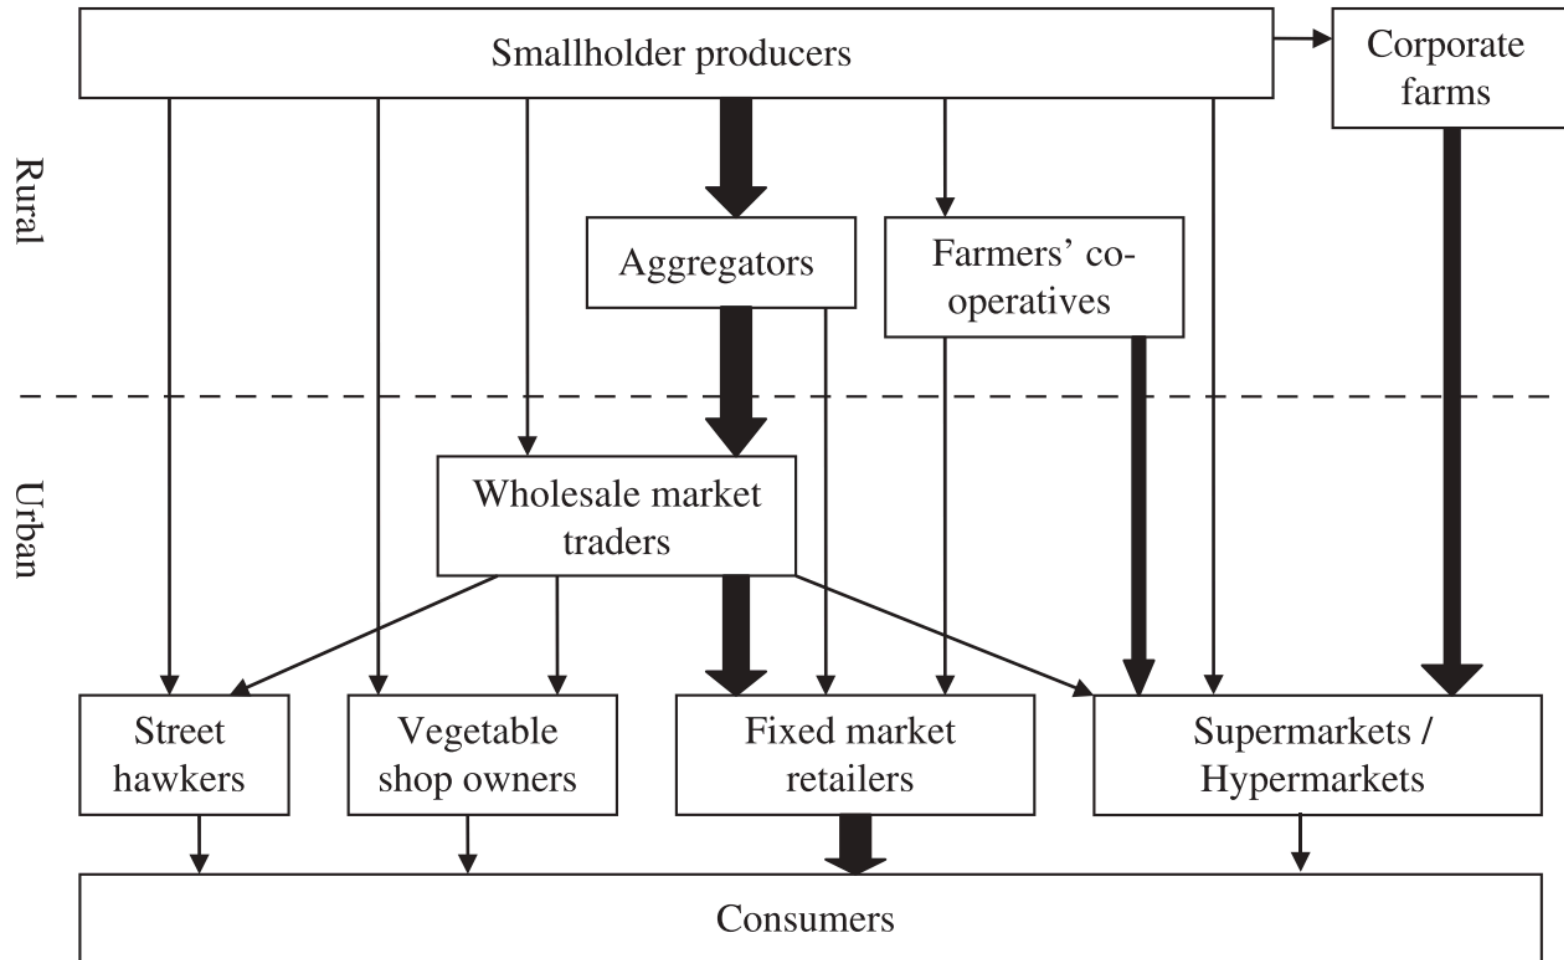 Smallholder producers
Corporate
farms
Rural
Aggregators
Farmers’ co-
operatives
Urban
Wholesale market
traders
Street
hawkers
Vegetable
shop owners
Fixed market
retailers
Supermarkets /
Hypermarkets
Consumers